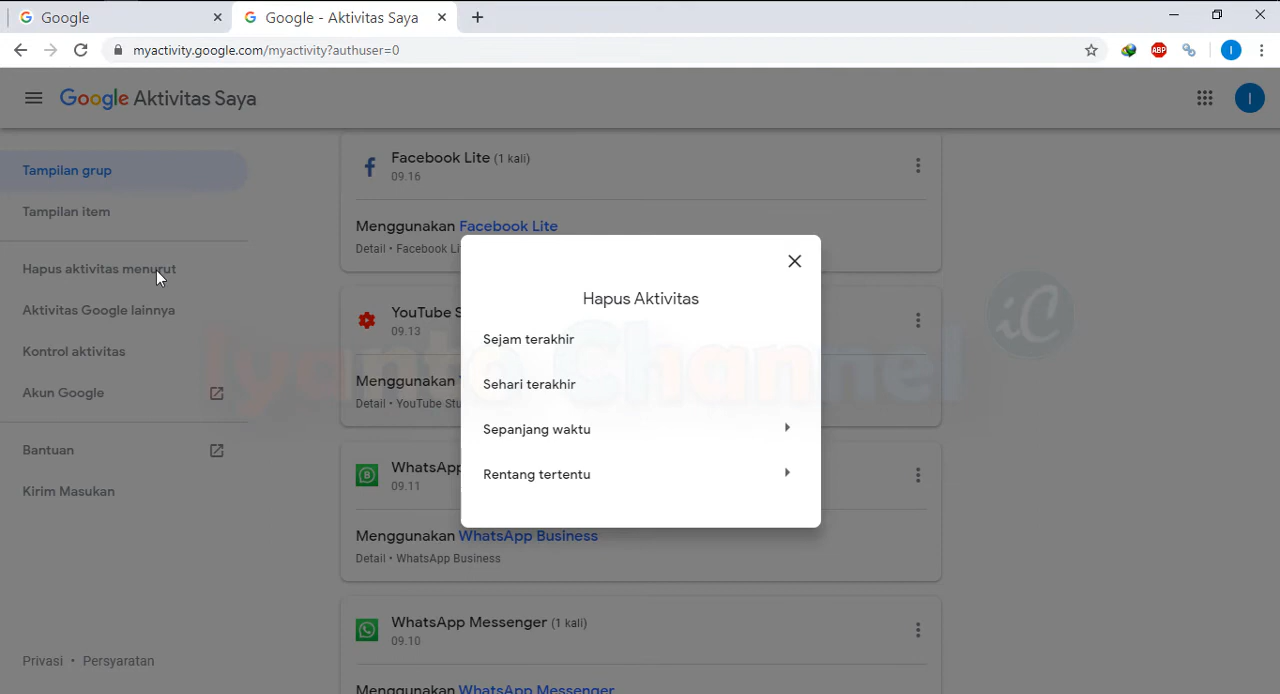 Google
Google - Aktivitas Saya
myactivity.google.com/myactivity?authuser=0
ABP
I
Google Aktivitas Saya
I
Tampilan grup
Tampilan item
Hapus aktivitas menurut
Aktivitas Google lainnya
Kontrol aktivitas
Akun Google
Bantuan
Kirim Masukan
Privasi • Persyaratan
Facebook Lite (1 kali)
09.16
Menggunakan Facebook Lite
Detail • Facebook Li
YouTube S
09.13
Menggunakan
Detail • YouTube Stu
WhatsApp
09.11
Menggunakan WhatsApp Business
Detail • WhatsApp Business
WhatsApp Messenger (1 kali)
09.10
Menggunakan WhatsApp Messenger
Hapus Aktivitas
Sejam terakhir
Sehari terakhir
Sepanjang waktu
Rentang tertentu
Iyanto Channel
iC